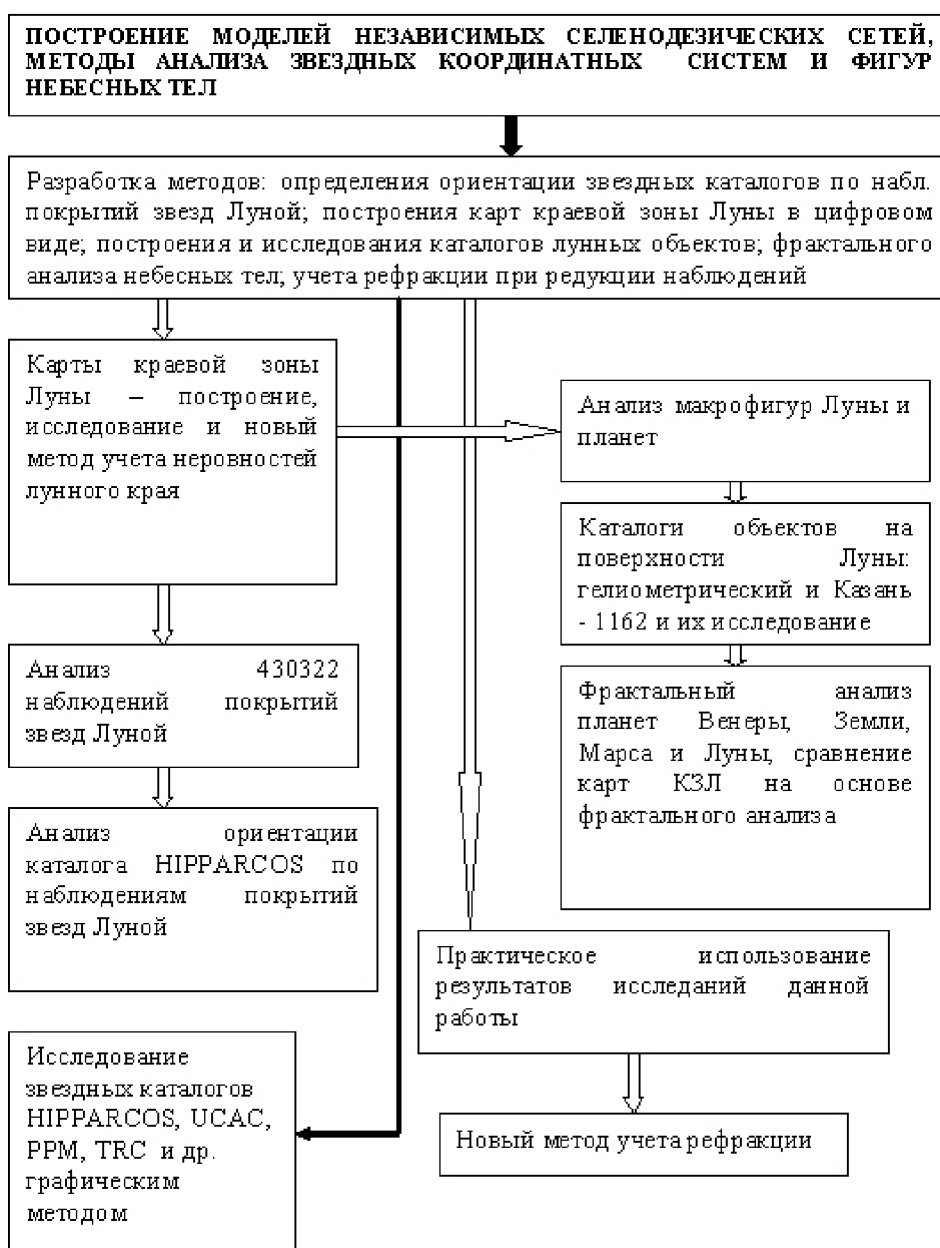 ПОСТРОЕНИЕ МОДЕЛЕЙ НЕЗАВИСИМЫХ СЕЛЕНОДЕЗИЧЕСКИХ СЕТЕЙ,
МЕТОДЫ АНАЛИЗА ЗВЕЗДНЫХ КООРДИНАТНЫХ СИСТЕМ И ФИГУР
НЕБЕСНЫХ ТЕЛ
Разработка методов: определения ориентации звездных каталогов по набл.
покрытий звезд Луной; построения карт краевой зоны Луны в цифровом
виде; построения и исследования каталогов лунных объектов; фрактального
анализа небесных тел; учета рефракции при редукции наблюдений
Карты краевой зоны
Луны – построение,
исследование и новый
метод учета неровностей
лунного края
Анализ макрофигур Луны и
планет
Каталоги объектов на
поверхности Луны:
гелиометрический и Казань
- 1162 и их исследование
Анализ 430322
наблюдений покрытий
звезд Луной
Фрактальный анализ
планет Венеры, Земли,
Марса и Луны, сравнение
карт КЗЛ на основе
фрактального анализа
Анализ ориентации
каталога HIPPARCOS по
наблюдениям покрытий
звезд Луной
Практическое использование
результатов исследаний данной
работы
Исследование
звездных каталогов
HIPPARCOS, UCAC,
PPM, TRC и др.
графическим
методом
Новый метод учета рефракции